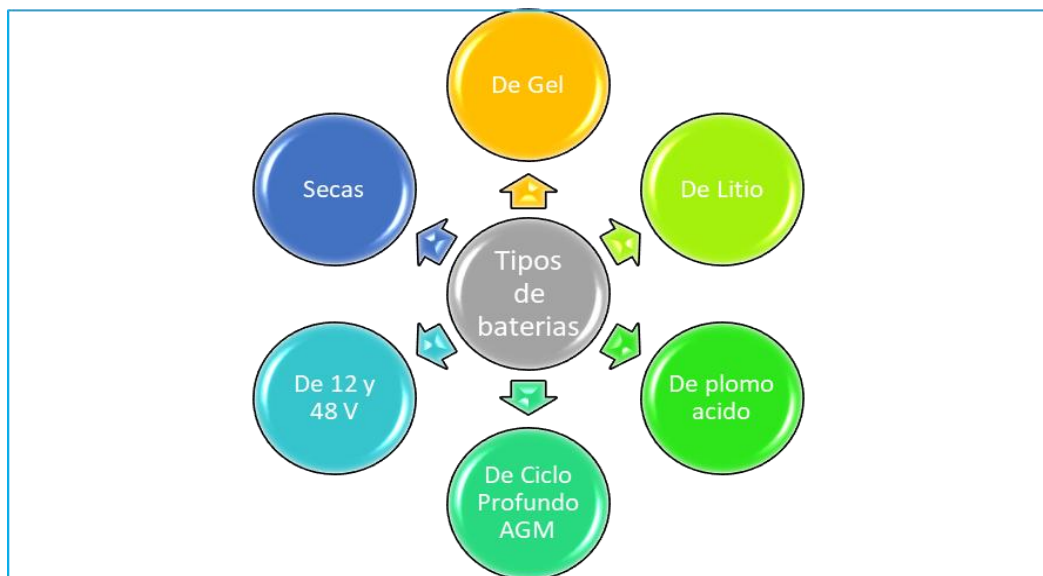 De Gel
Secas
De Litio
Tipos
de
baterias
De 12 y
48 V
De plomo
acido
De Ciclo
Profundo
AGM